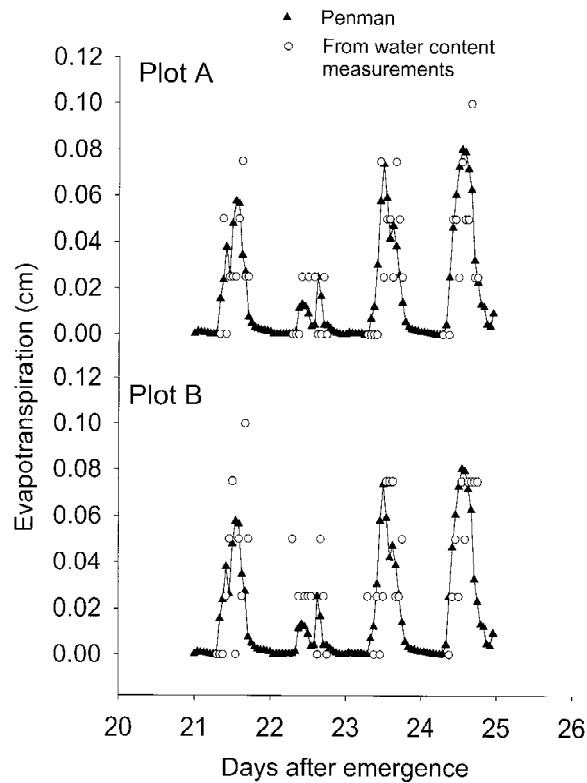 Penman
From water content
measurements
Plot A
0.12
0.10
0.08
0.06
0.04
0.02
0.00
Plot B
0.12
0.10
0.08
0.06
0.04
0.02
0.00
Evapotranspiration (cm)
20 21 22 23 24 25 26
Days after emergence